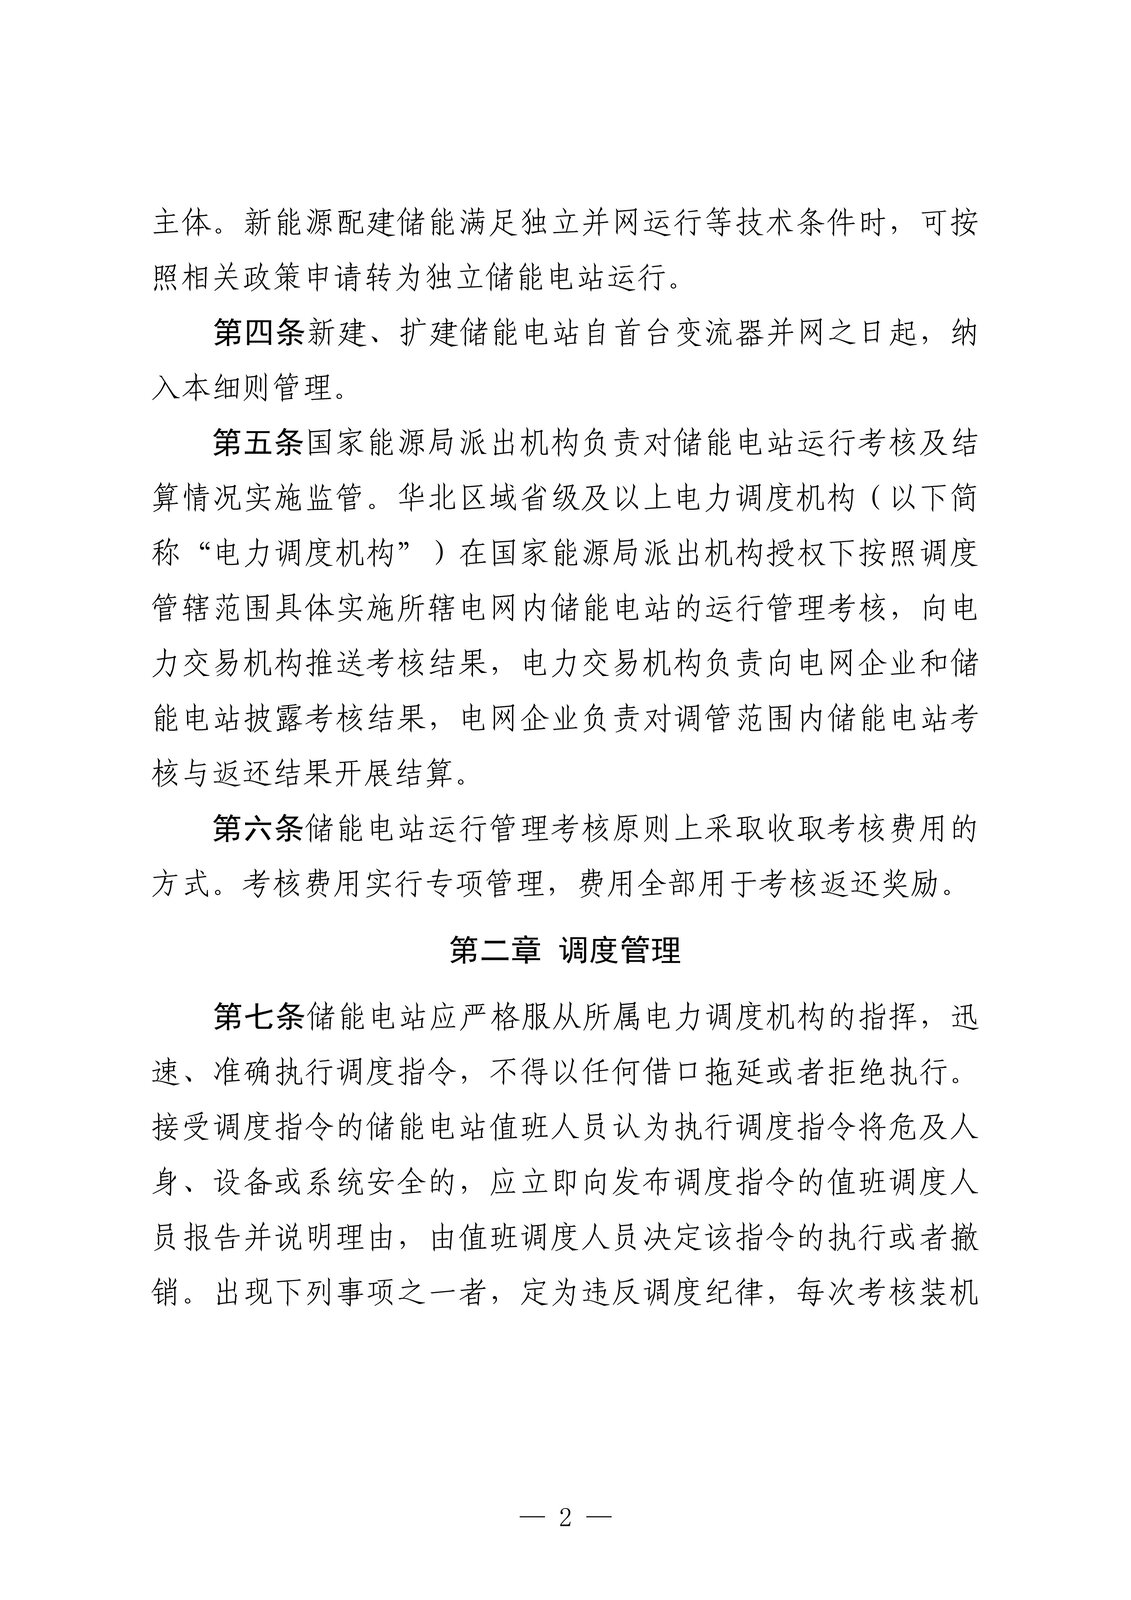 主体。新能源配建储能满足独立并网运行等技术条件时，可按
照相关政策申请转为独立储能电站运行。
第四条新建、扩建储能电站自首台变流器并网之日起，纳
入本细则管理。
第五条国家能源局派出机构负责对储能电站运行考核及结
算情况实施监管。华北区域省级及以上电力调度机构（以下简
称“电力调度机构”）在国家能源局派出机构授权下按照调度
管辖范围具体实施所辖电网内储能电站的运行管理考核，向电
力交易机构推送考核结果，电力交易机构负责向电网企业和储
能电站披露考核结果，电网企业负责对调管范围内储能电站考
核与返还结果开展结算。
第六条储能电站运行管理考核原则上采取收取考核费用的
方式。考核费用实行专项管理，费用全部用于考核返还奖励。
第二章 调度管理
第七条储能电站应严格服从所属电力调度机构的指挥，迅
速、准确执行调度指令，不得以任何借口拖延或者拒绝执行。
接受调度指令的储能电站值班人员认为执行调度指令将危及人
身、设备或系统安全的，应立即向发布调度指令的值班调度人
员报告并说明理由，由值班调度人员决定该指令的执行或者撤
销。出现下列事项之一者，定为违反调度纪律，每次考核装机
— 2 —